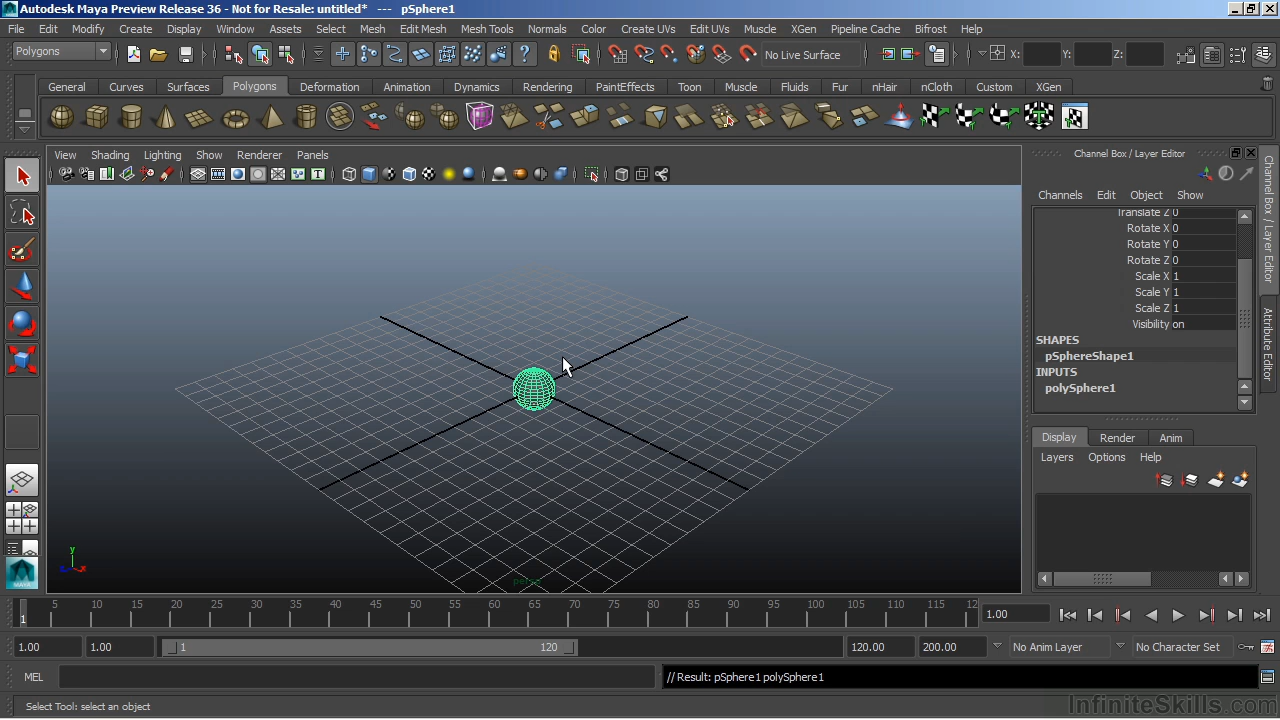 Autodesk Maya Preview Release 36 - Not for Resale: untitled* --- pSphere1
File Edit Modify Create Display Window Assets Select Mesh Edit Mesh Mesh Tools Normals Color Create UVs Edit UVs Muscle XGen Pipeline Cache Bifrost Help
Polygons No Live Surface X: Y: Z:
General Curves Surfaces Polygons Deformation Animation Dynamics Rendering PaintEffects Toon Muscle Fluids Fur nHair nCloth Custom XGen
View Shading Lighting Show Renderer Panels
Channel Box / Layer Editor
Channels Edit Object Show
Translate Z 0
Rotate X 0
Rotate Y 0
Rotate Z 0
Scale X 1
Scale Y 1
Scale Z 1
Visibility on
SHAPES
pSphereShape1
INPUTS
polySphere1
Channel Box / Layer Editor
Attribute Editor
Display Render Anim
Layers Options Help
y
persp
5 10 15 20 25 30 35 40 45 50 55 60 65 70 75 80 85 90 95 100 105 110 115 12
1
1.00
1.00 1.00 1 120 120.00 200.00 No Anim Layer No Character Set
MEL // Result: pSphere1 polySphere1
Select Tool: select an object
InfiniteSkills.com